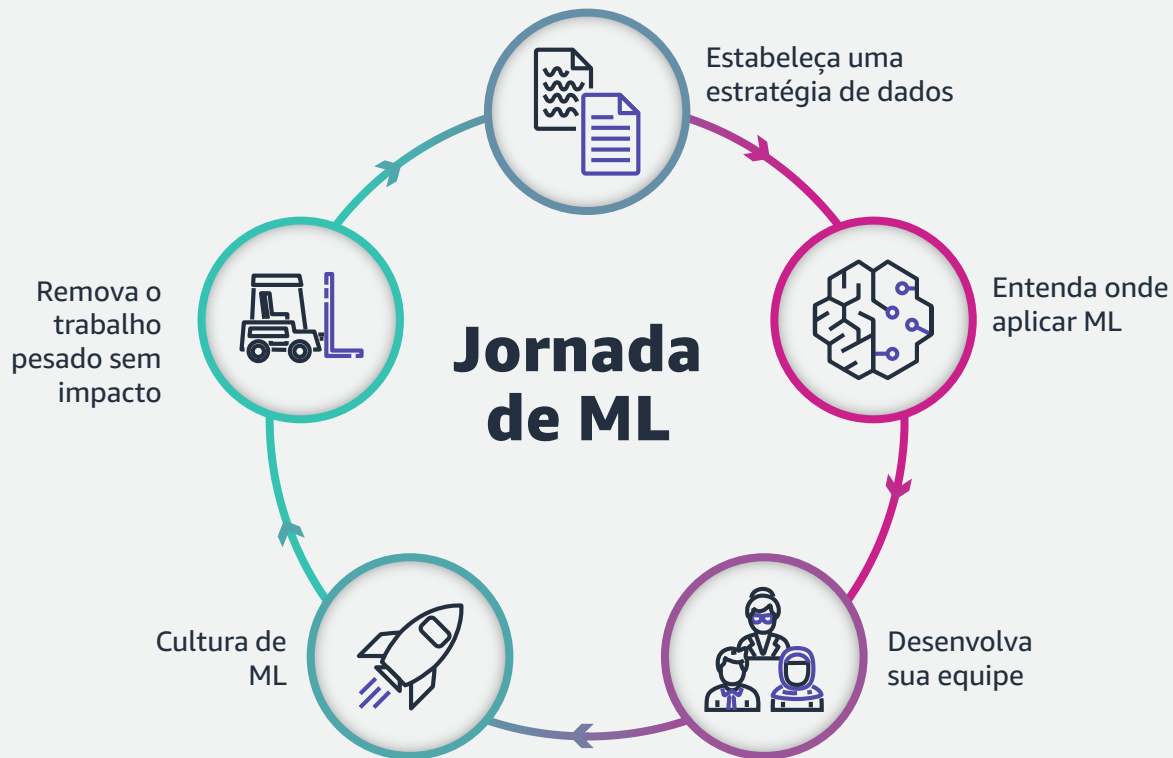 Estabeleça uma
estratégia de dados
Entenda onde
aplicar ML
Desenvolva
sua equipe
Cultura de
ML
Remova o
trabalho
pesado sem
impacto
Jornada
de ML